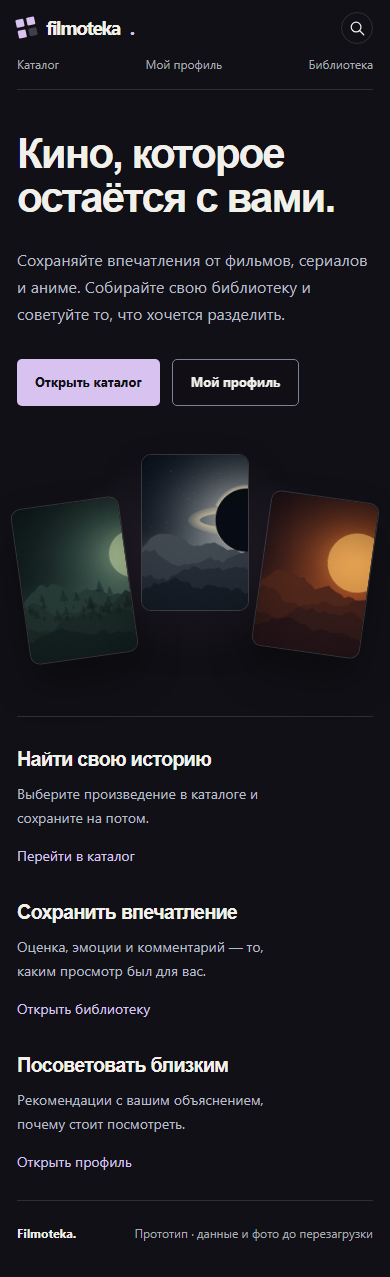 filmoteka .
Каталог Мой профиль Библиотека
Кино, которое
остаётся с вами.
Сохраняйте впечатления от фильмов, сериалов
и аниме. Собирайте свою библиотеку и
советуйте то, что хочется разделить.
Открыть каталог Мой профиль
Найти свою историю
Выберите произведение в каталоге и
сохраните на потом.
Перейти в каталог
Сохранить впечатление
Оценка, эмоции и комментарий — то,
каким просмотр был для вас.
Открыть библиотеку
Посоветовать близким
Рекомендации с вашим объяснением,
почему стоит посмотреть.
Открыть профиль
Filmoteka. Прототип · данные и фото до перезагрузки